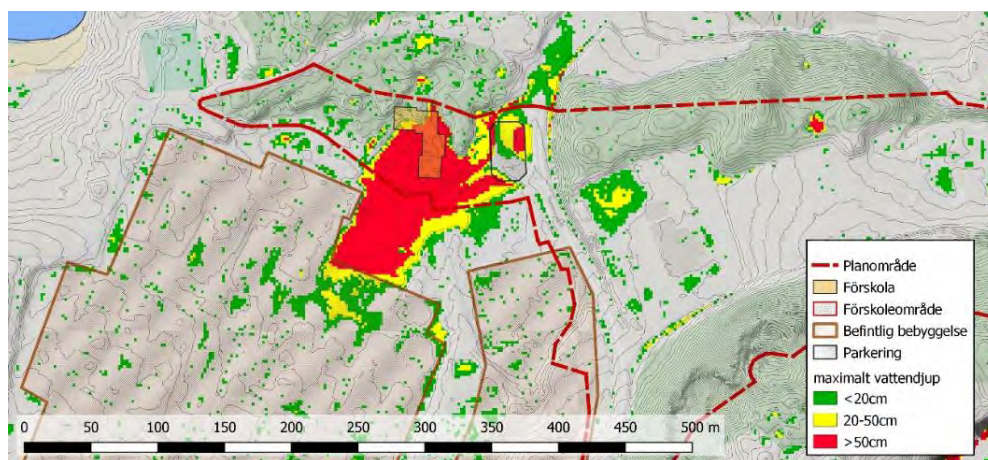 Planområde
Förskola
Förskoleområde
Befintlig bebyggelse
Parkering
maximalt vattendjup
<20cm
20-50cm
>50cm
0 50 100 150 200 250 300 350 400 450 500 m